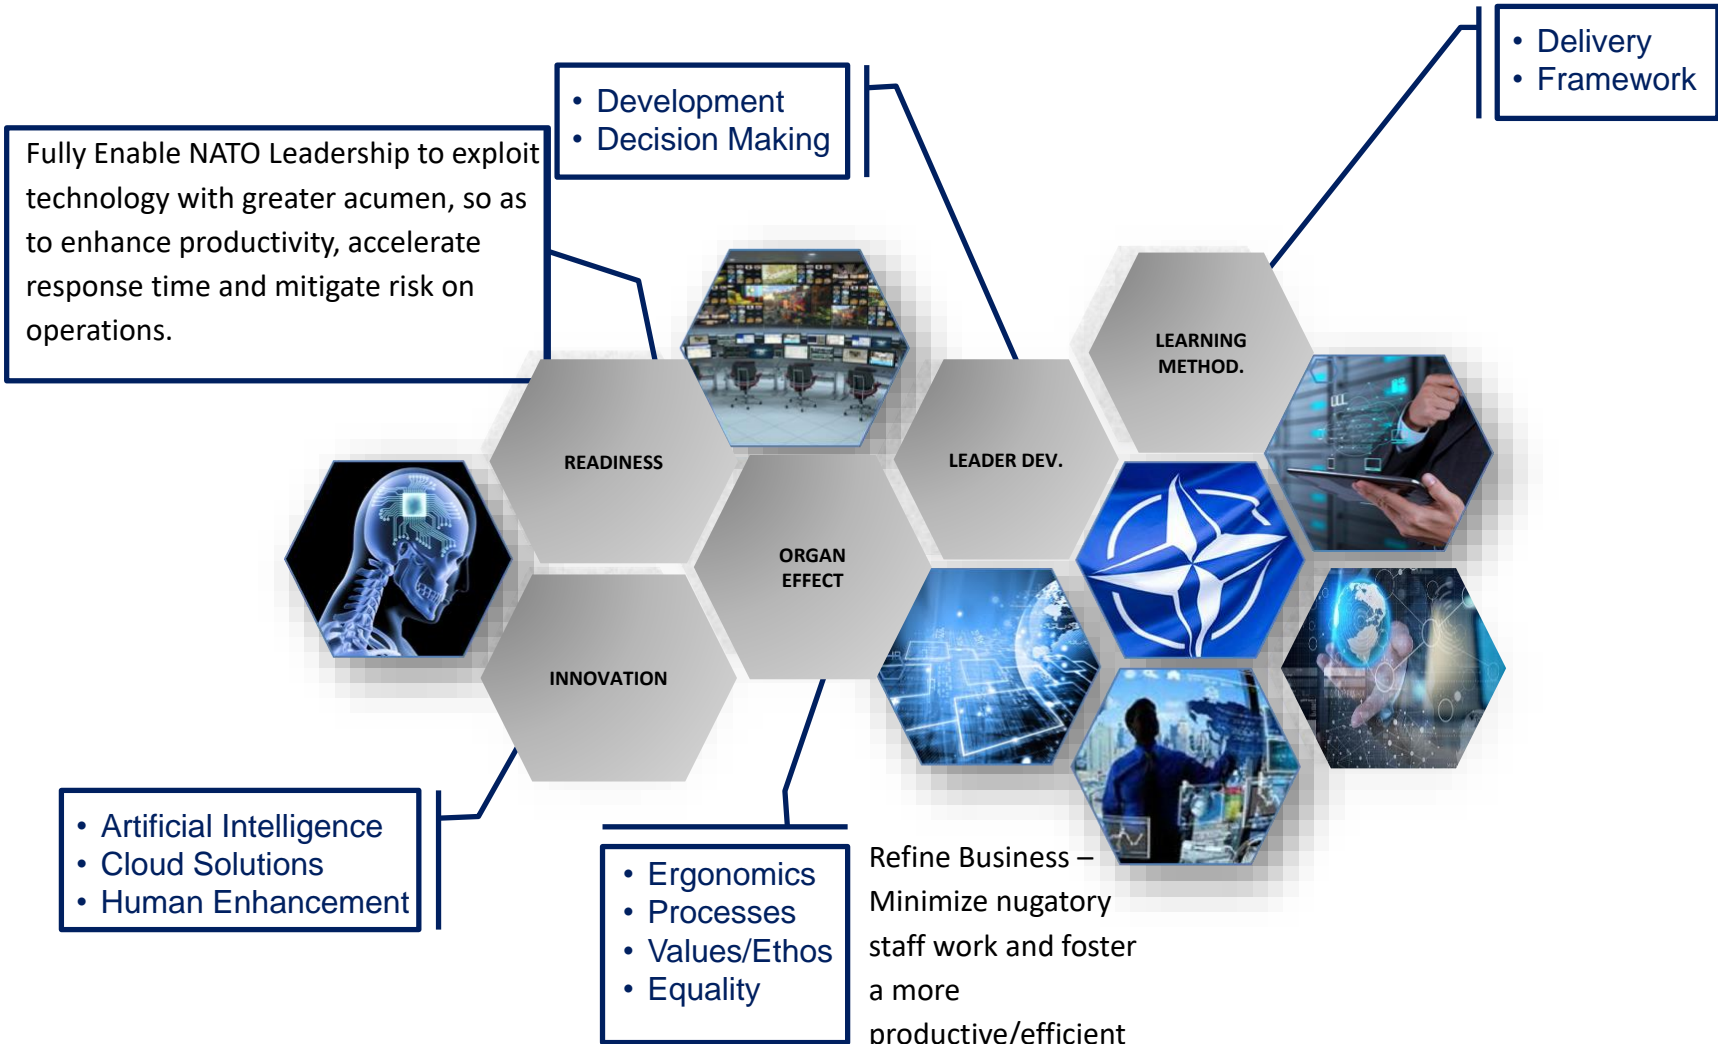 • Delivery
• Framework
• Development
• Decision Making
Fully Enable NATO Leadership to exploit
technology with greater acumen, so as
to enhance productivity, accelerate
response time and mitigate risk on
operations.
LEARNING
METHOD.
READINESS
LEADER DEV.
ORGAN
EFFECT
INNOVATION
• Artificial Intelligence
• Cloud Solutions
• Human Enhancement
• Ergonomics
• Processes
• Values/Ethos
• Equality
Refine Business –
Minimize nugatory
staff work and foster
a more
productive/efficient